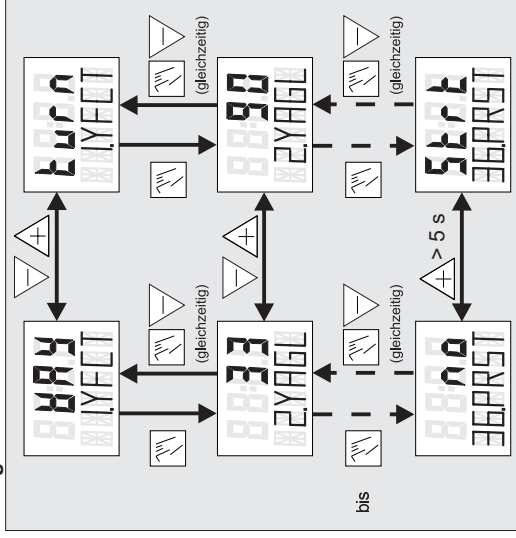 WAY
1.YFCT
turn
1.YFCT
(gleichzeitig)
(gleichzeitig)
33
2.YAGL
90
2.YAGL
bis
(gleichzeitig)
(gleichzeitig)
no
36.PRST
> 5 s
Strt
36.PRST